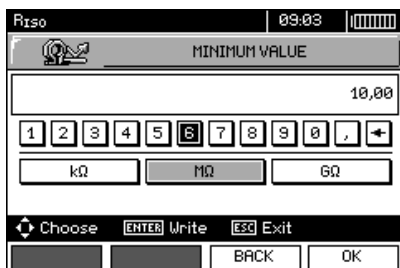 RISO 09:03
MINIMUM VALUE
10,00
1 2 3 4 5 6 7 8 9 0 , ←
kΩ MΩ GΩ
Choose ENTER Write ESC Exit
BACK OK